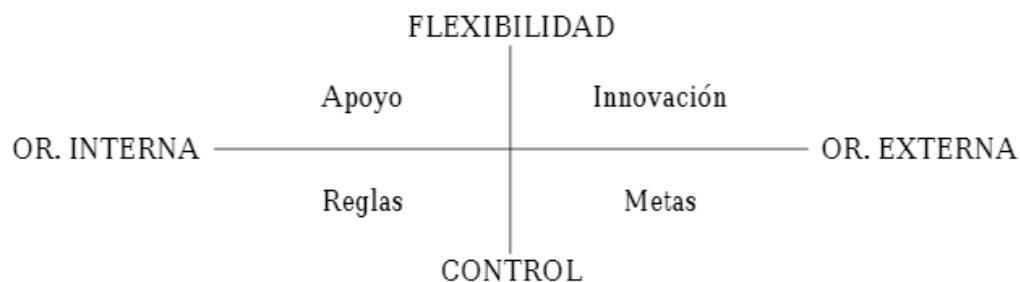 FLEXIBILIDAD
Apoyo Innovación
OR. INTERNA OR. EXTERNA
Reglas Metas
CONTROL